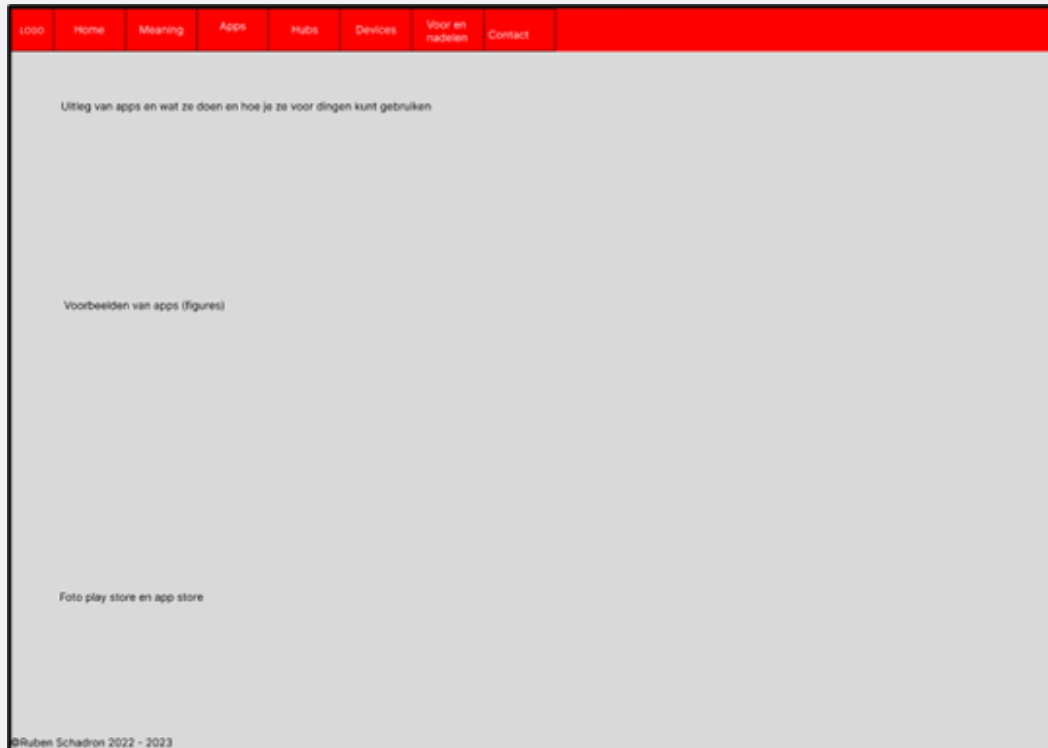 LOGO
Home
Meaning
Apps
Hubs
Devices
Voor en
nadelen
Contact
Uitleg van apps en wat ze doen en hoe je ze voor dingen kunt gebruiken
Voorbeelden van apps (figures)
Foto play store en app store
©Ruben Schadron 2022 - 2023